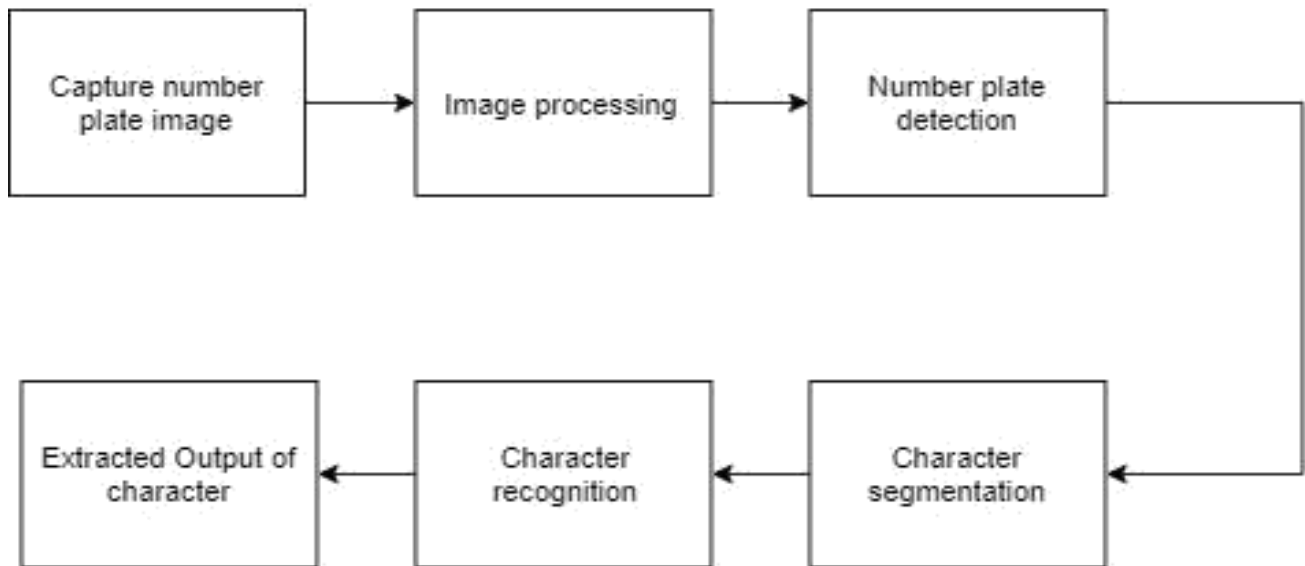 Capture number
plate image
Image processing
Number plate
detection
Character
segmentation
Character
recognition
Extracted Output of
character